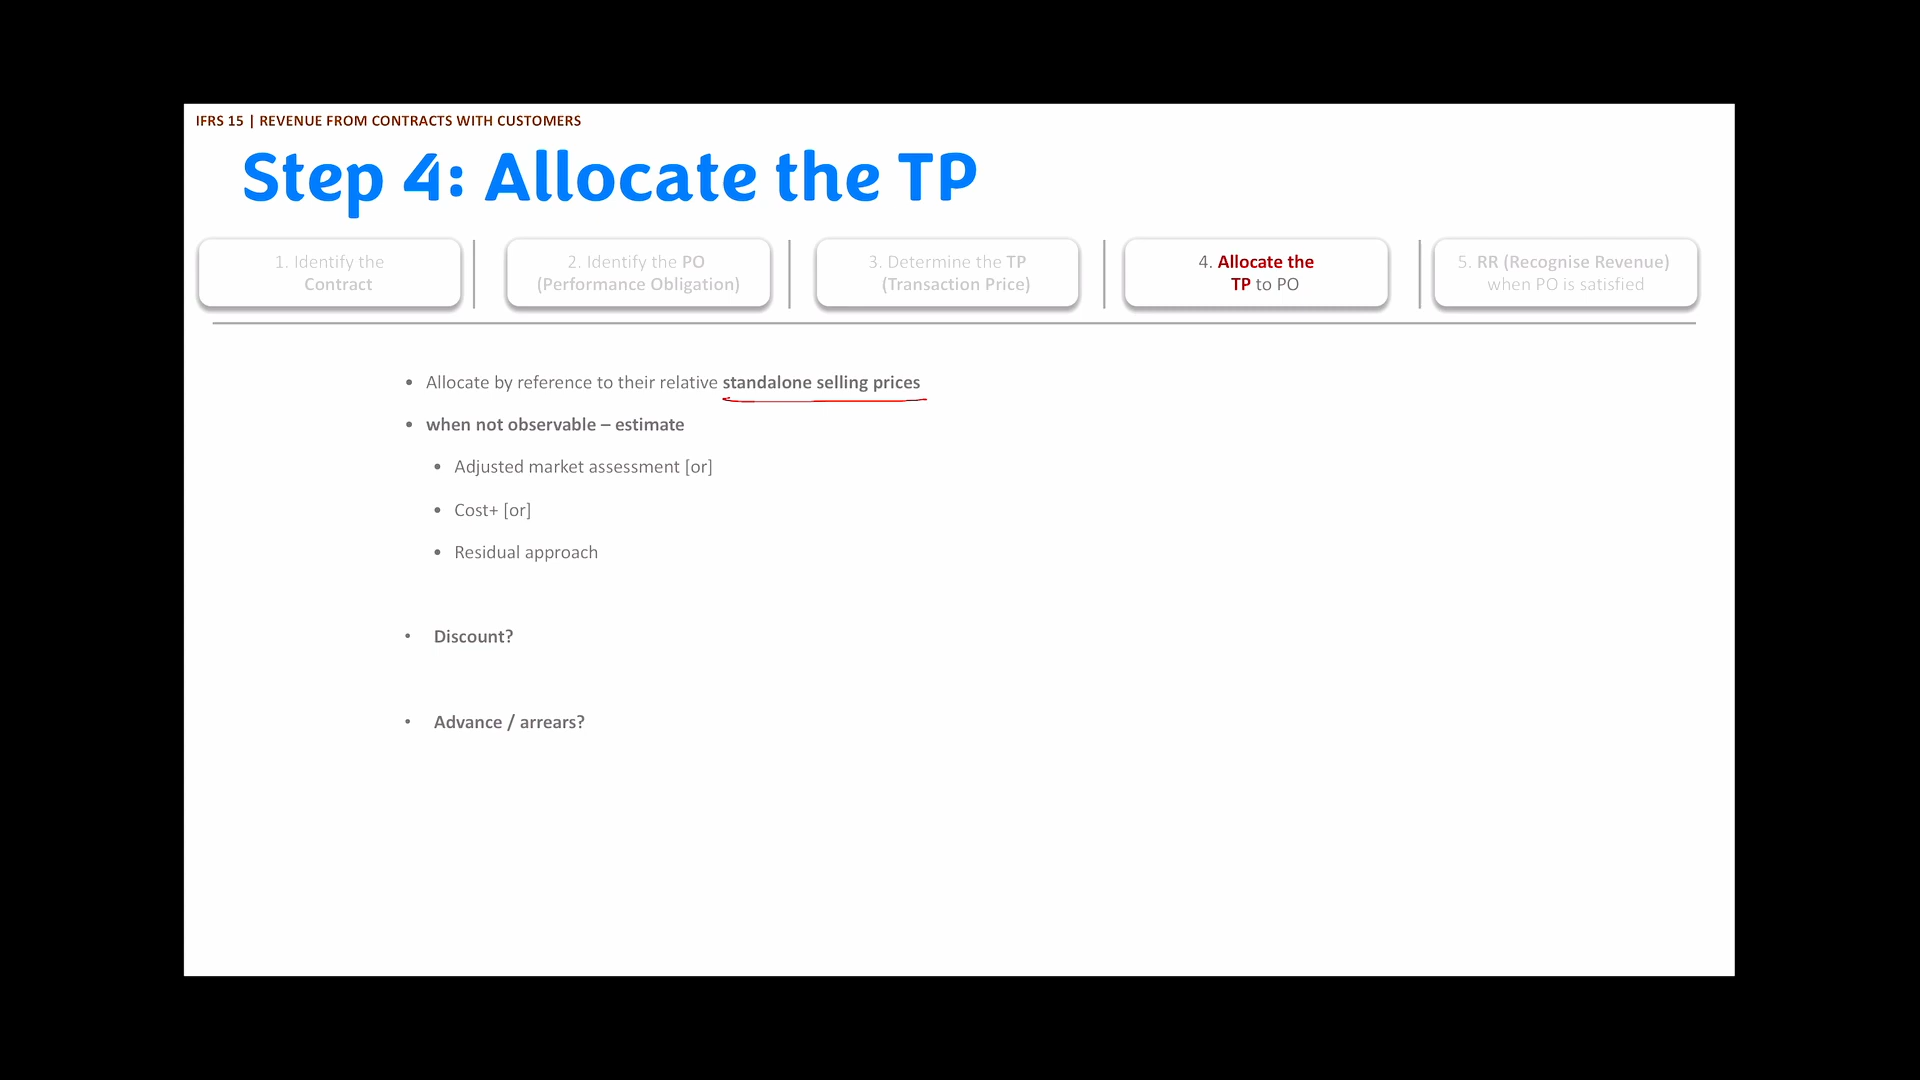 IFRS 15 | REVENUE FROM CONTRACTS WITH CUSTOMERS
Step 4: Allocate the TP
1. Identify the
Contract
2. Identify the PO
(Performance Obligation)
3. Determine the TP
(Transaction Price)
4. Allocate the
TP to PO
5. RR (Recognise Revenue)
when PO is satisfied
• Allocate by reference to their relative standalone selling prices
• when not observable – estimate
• Adjusted market assessment [or]
• Cost+ [or]
• Residual approach
• Discount?
• Advance / arrears?